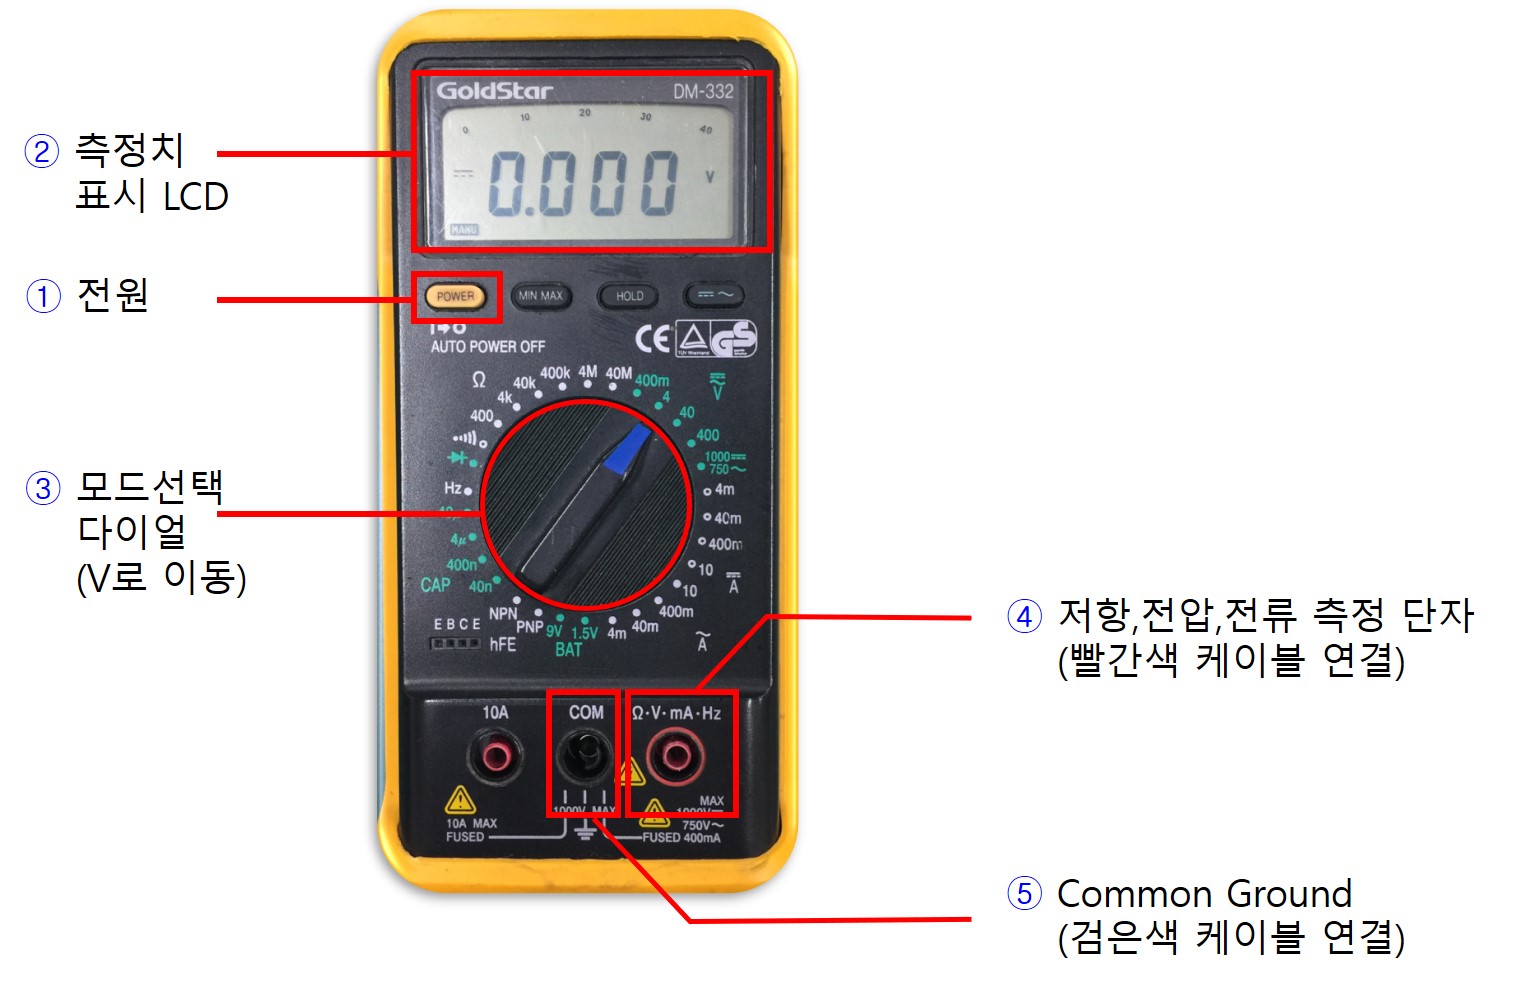 GoldStar DM-332
0 10 20 30 40
0.000 V
MANU
② 측정치
표시 LCD
① 전원
POWER MIN MAX HOLD
AUTO POWER OFF
CE TÜV Rheinland GS
Ω 4k 40k 400k 4M 40M 400m 4 40 400 V
400
1000
750
Hz
4m
40m
400m
10
A
4µ
400n
CAP 40n
10
400m
40m
4m
A
NPN
PNP
9V 1.5V
BAT
E B C E
hFE
③ 모드선택
다이얼
(V로 이동)
④ 저항,전압,전류 측정 단자
(빨간색 케이블 연결)
10A COM Ω·V·mA·Hz
10A MAX
FUSED
1000V MAX
MAX
1000V
750V
FUSED 400mA
⑤ Common Ground
(검은색 케이블 연결)